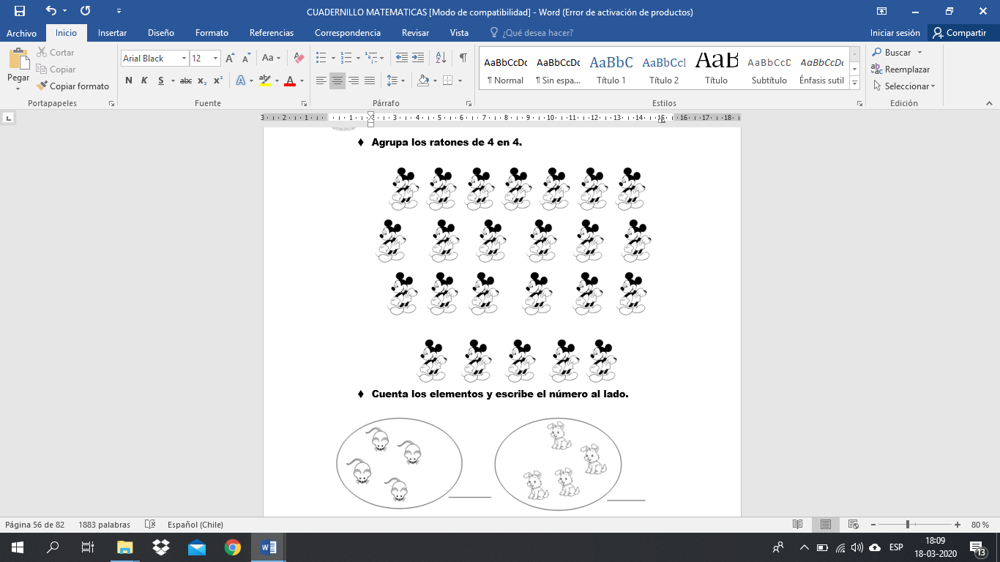 CUADERNILLO MATEMATICAS [Modo de compatibilidad] - Word (Error de activación de productos)
Archivo Inicio Insertar Diseño Formato Referencias Correspondencia Revisar Vista ¿Qué desea hacer? Iniciar sesión Compartir
Pegar
Cortar
Copiar
Copiar formato
Portapapeles
Arial Black 12 Aa
N K S abc x₂ x² A A
Fuente
Párrafo
AaBbCcDc AaBbCcDc AaBbC AaBbCcI AaB AaBbCcD AaBbCcDc
¶ Normal ¶ Sin espa... Título 1 Título 2 Título Subtítulo Énfasis sutil
Estilos
Buscar
Reemplazar
Seleccionar
Edición
3 2 1 1 2 3 4 5 6 7 8 9 10 11 12 13 14 15 16 17 18
♦ Agrupa los ratones de 4 en 4.
♦ Cuenta los elementos y escribe el número al lado.
Página 56 de 82 1883 palabras Español (Chile) 80 %
ESP
18:09
18-03-2020
13